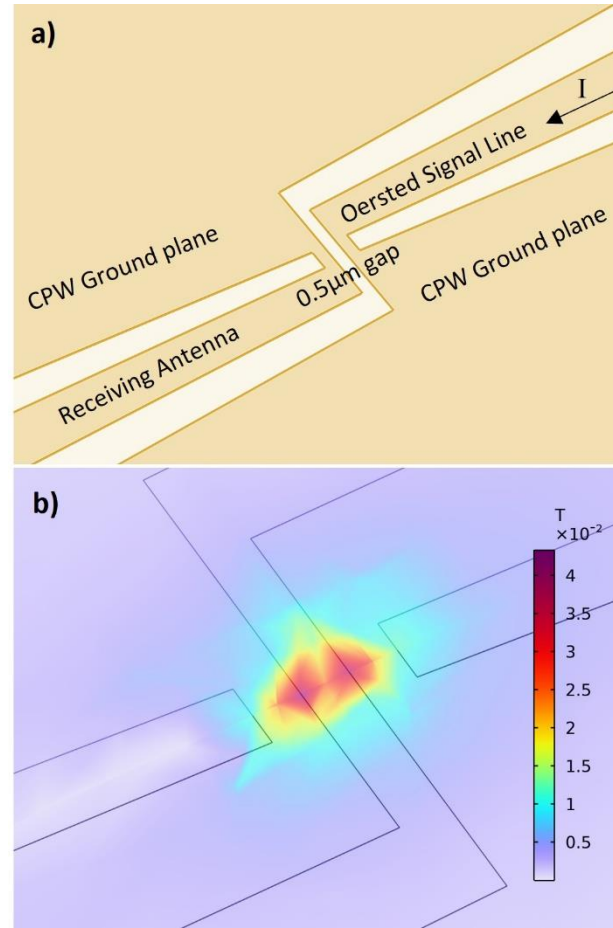 a)
I
Oersted Signal Line
CPW Ground plane
0.5µm gap
CPW Ground plane
Receiving Antenna
b)
T
×10⁻²
4
3.5
3
2.5
2
1.5
1
0.5